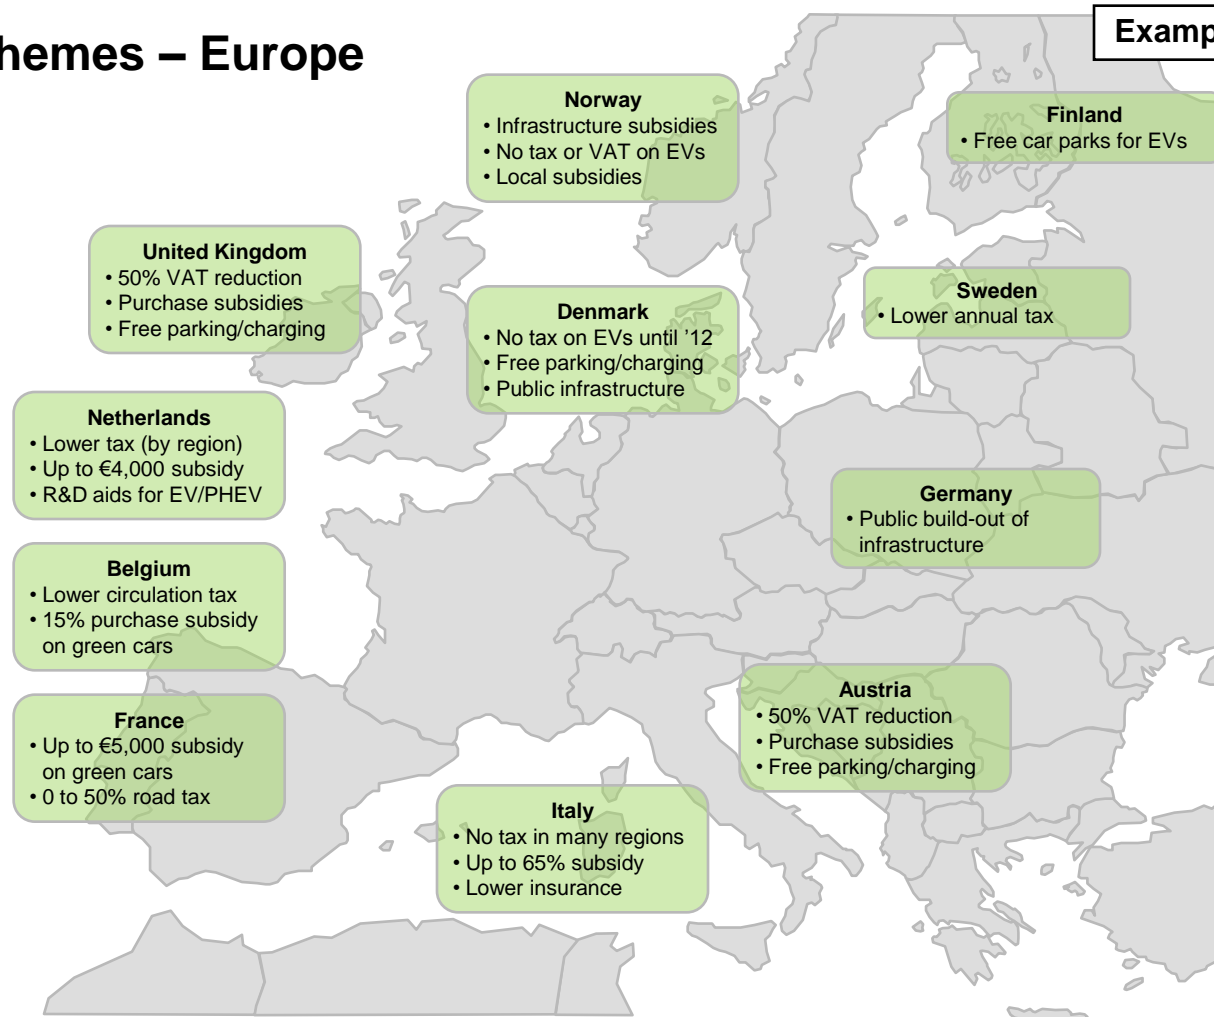 hemes – Europe
Examp
Norway
• Infrastructure subsidies
• No tax or VAT on EVs
• Local subsidies
Finland
• Free car parks for EVs
United Kingdom
• 50% VAT reduction
• Purchase subsidies
• Free parking/charging
Denmark
• No tax on EVs until ’12
• Free parking/charging
• Public infrastructure
Sweden
• Lower annual tax
Netherlands
• Lower tax (by region)
• Up to €4,000 subsidy
• R&D aids for EV/PHEV
Germany
• Public build-out of
infrastructure
Belgium
• Lower circulation tax
• 15% purchase subsidy
on green cars
Austria
• 50% VAT reduction
• Purchase subsidies
• Free parking/charging
France
• Up to €5,000 subsidy
on green cars
• 0 to 50% road tax
Italy
• No tax in many regions
• Up to 65% subsidy
• Lower insurance